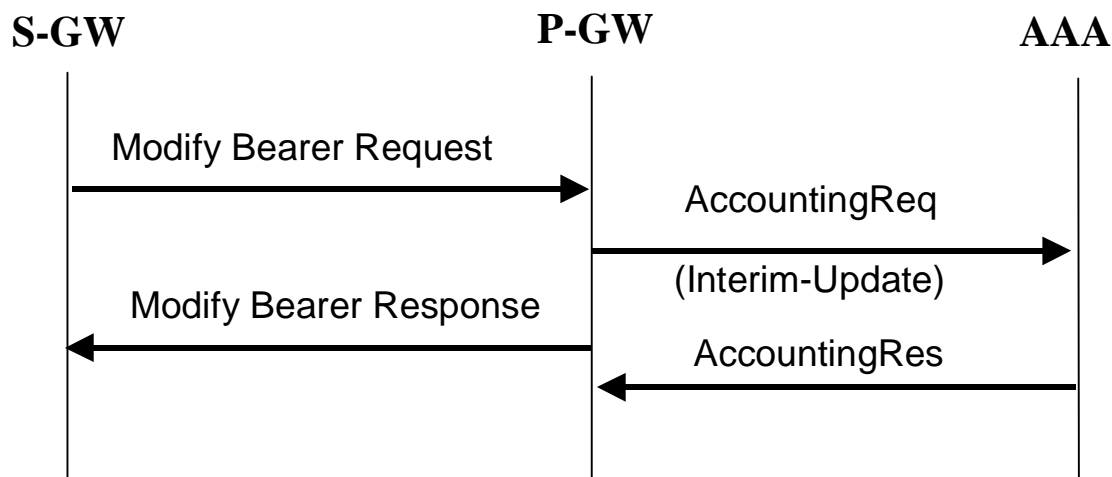 S-GW P-GW AAA
Modify Bearer Request
AccountingReq
(Interim-Update)
Modify Bearer Response
AccountingRes